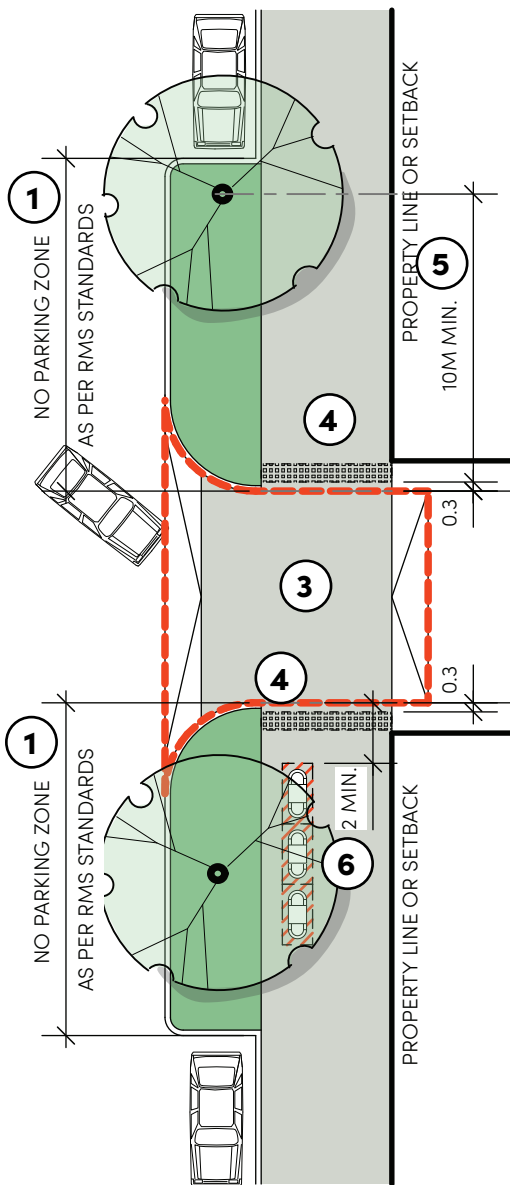 1
NO PARKING ZONE
AS PER RMS STANDARDS
PROPERTY LINE OR SETBACK
5
10M MIN.
4
0.3
3
4
0.3
1
NO PARKING ZONE
AS PER RMS STANDARDS
2 MIN.
6
PROPERTY LINE OR SETBACK